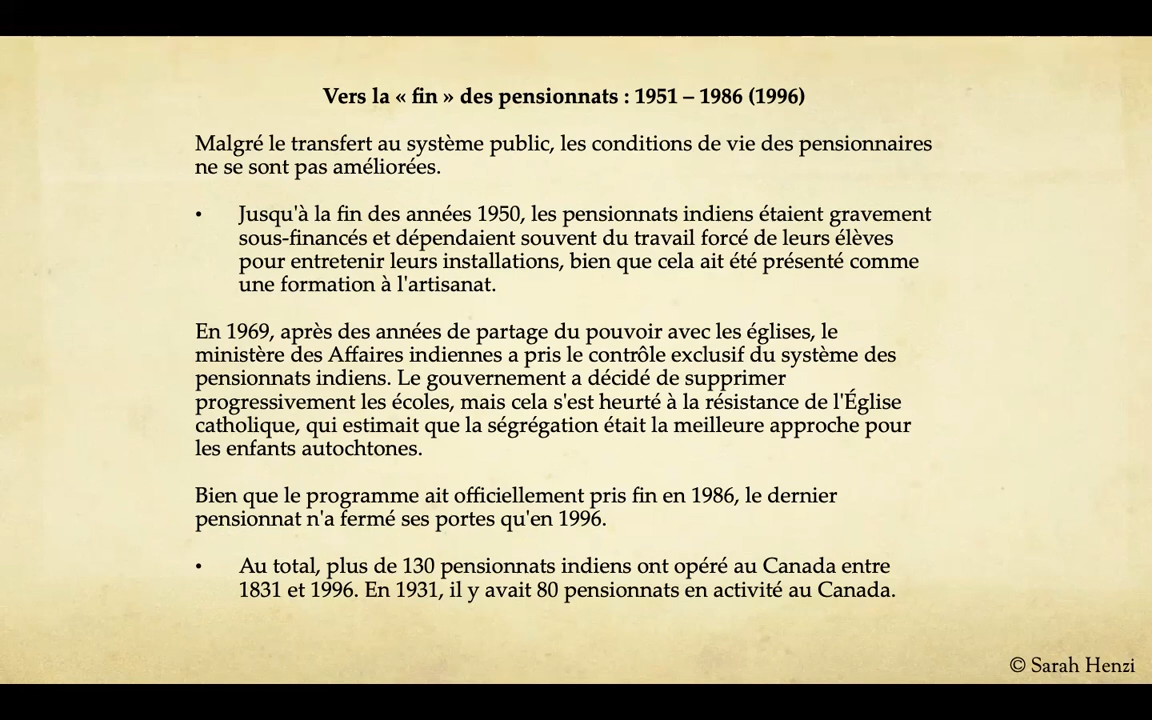 Vers la « fin » des pensionnats : 1951 – 1986 (1996)
Malgré le transfert au système public, les conditions de vie des pensionnaires
ne se sont pas améliorées.
• Jusqu'à la fin des années 1950, les pensionnats indiens étaient gravement
sous-financés et dépendaient souvent du travail forcé de leurs élèves
pour entretenir leurs installations, bien que cela ait été présenté comme
une formation à l'artisanat.
En 1969, après des années de partage du pouvoir avec les églises, le
ministère des Affaires indiennes a pris le contrôle exclusif du système des
pensionnats indiens. Le gouvernement a décidé de supprimer
progressivement les écoles, mais cela s'est heurté à la résistance de l'Église
catholique, qui estimait que la ségrégation était la meilleure approche pour
les enfants autochtones.
Bien que le programme ait officiellement pris fin en 1986, le dernier
pensionnat n'a fermé ses portes qu'en 1996.
• Au total, plus de 130 pensionnats indiens ont opéré au Canada entre
1831 et 1996. En 1931, il y avait 80 pensionnats en activité au Canada.
© Sarah Henzi